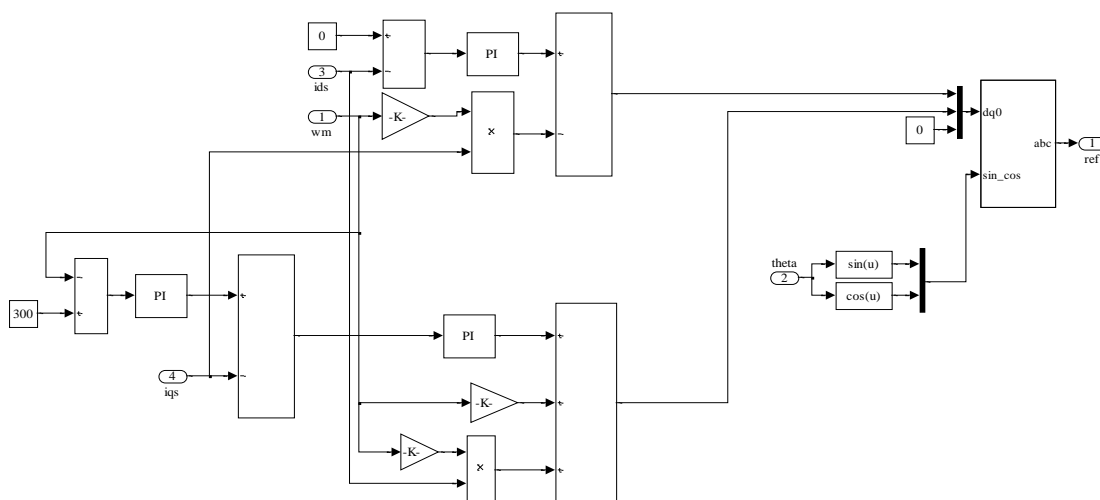 0
PI
3
ids
1
wm
-K-
×
0
dq0
abc
1
ref
sin_cos
theta
2
sin(u)
cos(u)
300
PI
4
iqs
PI
-K-
-K-
×